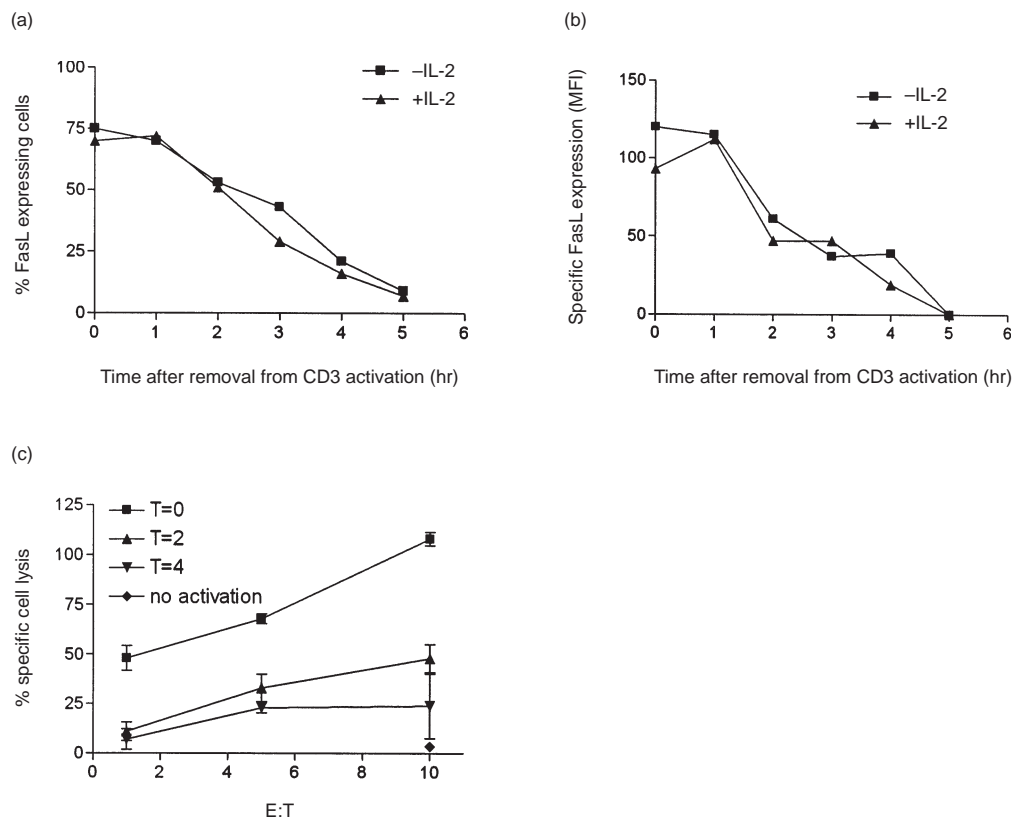 (a)
100
75
50
25
0
% FasL expressing cells
–IL-2
+IL-2
0 1 2 3 4 5 6
Time after removal from CD3 activation (hr)
(b)
150
100
50
0
Specific FasL expression (MFI)
–IL-2
+IL-2
0 1 2 3 4 5 6
Time after removal from CD3 activation (hr)
(c)
125
100
75
50
25
0
% specific cell lysis
T=0
T=2
T=4
no activation
0 2 4 6 8 10
E:T